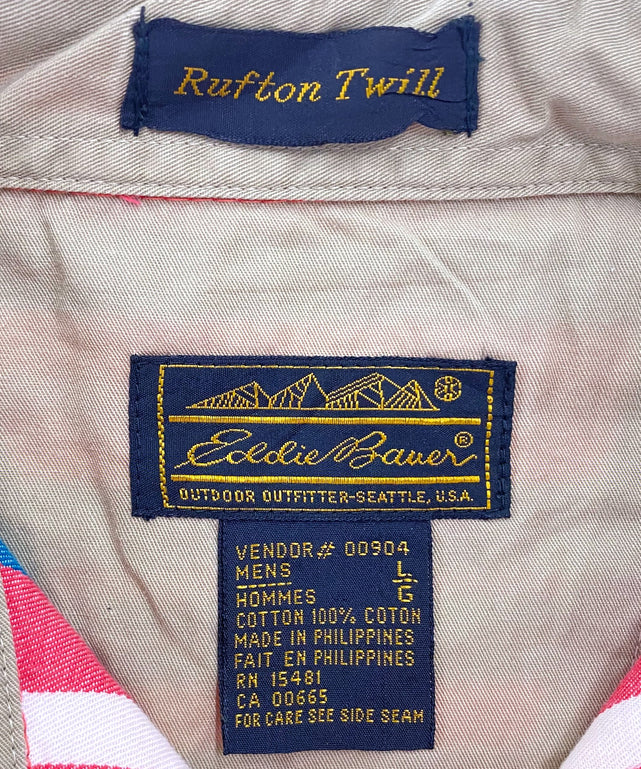 Rufton Twill
Eddie Bauer®
OUTDOOR OUTFITTER-SEATTLE, U.S.A.
VENDOR# 00904
MENS L
HOMMES G
COTTON 100% COTON
MADE IN PHILIPPINES
FAIT EN PHILIPPINES
RN 15481
CA 00665
FOR CARE SEE SIDE SEAM